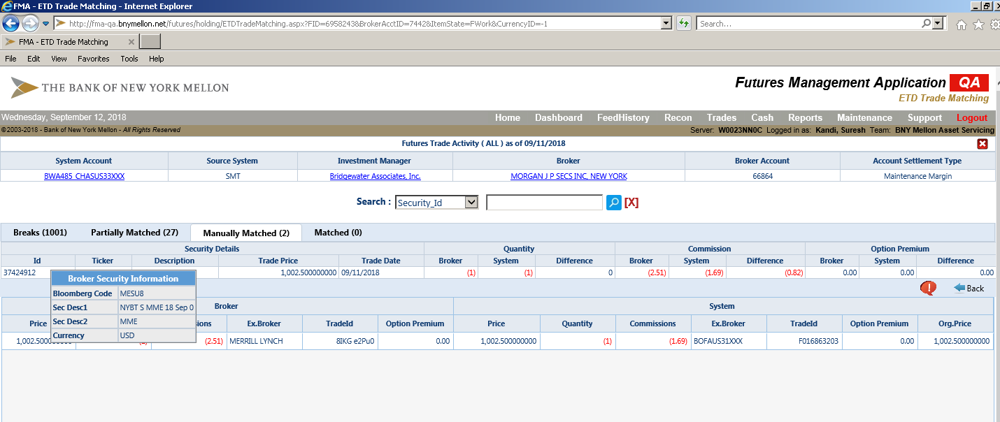 FMA - ETD Trade Matching - Internet Explorer
http://fma-qa.bnymellon.net/futures/holding/ETDTradeMatching.aspx?FID=6958243&BrokerAcctID=7442&ItemState=FWork&CurrencyID=-1 Search...
FMA - ETD Trade Matching
File Edit View Favorites Tools Help
THE BANK OF NEW YORK MELLON Futures Management Application QA
ETD Trade Matching
Wednesday, September 12, 2018 Home Dashboard FeedHistory Recon Trades Cash Reports Maintenance Support Logout
©2003-2018 - Bank of New York Mellon - All Rights Reserved Server: W0023NN0C Logged in as: Kandi, Suresh Team: BNY Mellon Asset Servicing
Futures Trade Activity ( ALL ) as of 09/11/2018
System Account Source System Investment Manager Broker Broker Account Account Settlement Type
BWA485 CHASUS33XXX SMT Bridgewater Associates, Inc. MORGAN J P SECS INC, NEW YORK 66864 Maintenance Margin
Search : Security_Id [X]
Breaks (1001) Partially Matched (27) Manually Matched (2) Matched (0)
Security Details Quantity Commission Option Premium
Id Ticker Description Trade Price Trade Date Broker System Difference Broker System Difference Broker System Difference
37424912 1,002.500000000 09/11/2018 (1) (1) 0 (2.51) (1.69) (0.82) 0.00 0.00 0.00
Broker Security Information
Bloomberg Code MESU8
Sec Desc1 NYBT S MME 18 Sep 0
Sec Desc2 MME
Currency USD
Back
Broker System
Price ions Ex.Broker TradeId Option Premium Price Quantity Commissions Ex.Broker TradeId Option Premium Org.Price
(2.51) MERRILL LYNCH 8IKG e2Pu0 0.00 1,002.500000000 (1) (1.69) BOFAUS31XXX F016863203 0.00 1,002.500000000